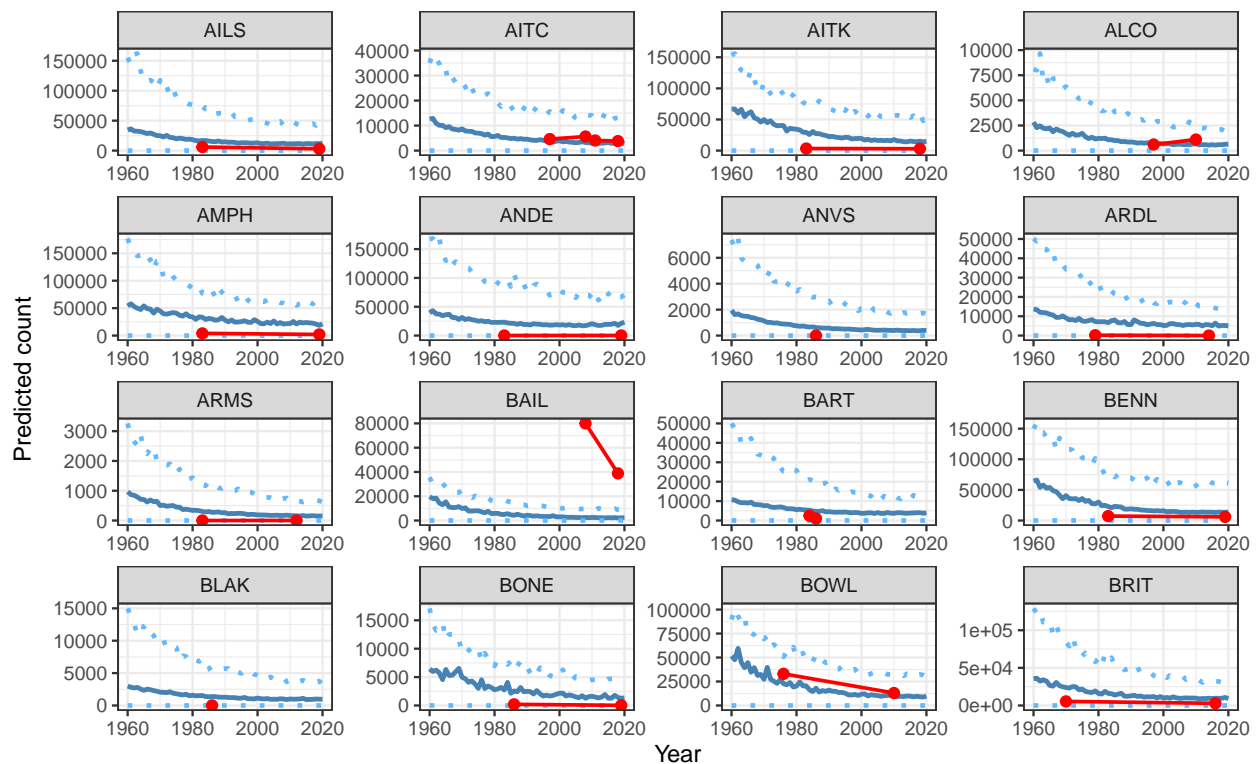 AILS AITC AITK ALCO
150000 100000 50000 0
40000 30000 20000 10000 0
150000 100000 50000 0
10000 7500 5000 2500 0
1960 1980 2000 2020 1960 1980 2000 2020 1960 1980 2000 2020 1960 1980 2000 2020
AMPH ANDE ANVS ARDL
150000 100000 50000 0
150000 100000 50000 0
6000 4000 2000 0
50000 40000 30000 20000 10000 0
1960 1980 2000 2020 1960 1980 2000 2020 1960 1980 2000 2020 1960 1980 2000 2020
Predicted count
ARMS BAIL BART BENN
3000 2000 1000 0
80000 60000 40000 20000 0
50000 40000 30000 20000 10000 0
150000 100000 50000 0
1960 1980 2000 2020 1960 1980 2000 2020 1960 1980 2000 2020 1960 1980 2000 2020
BLAK BONE BOWL BRIT
15000 10000 5000 0
15000 10000 5000 0
100000 75000 50000 25000 0
1e+05 5e+04 0e+00
1960 1980 2000 2020 1960 1980 2000 2020 1960 1980 2000 2020 1960 1980 2000 2020
Year